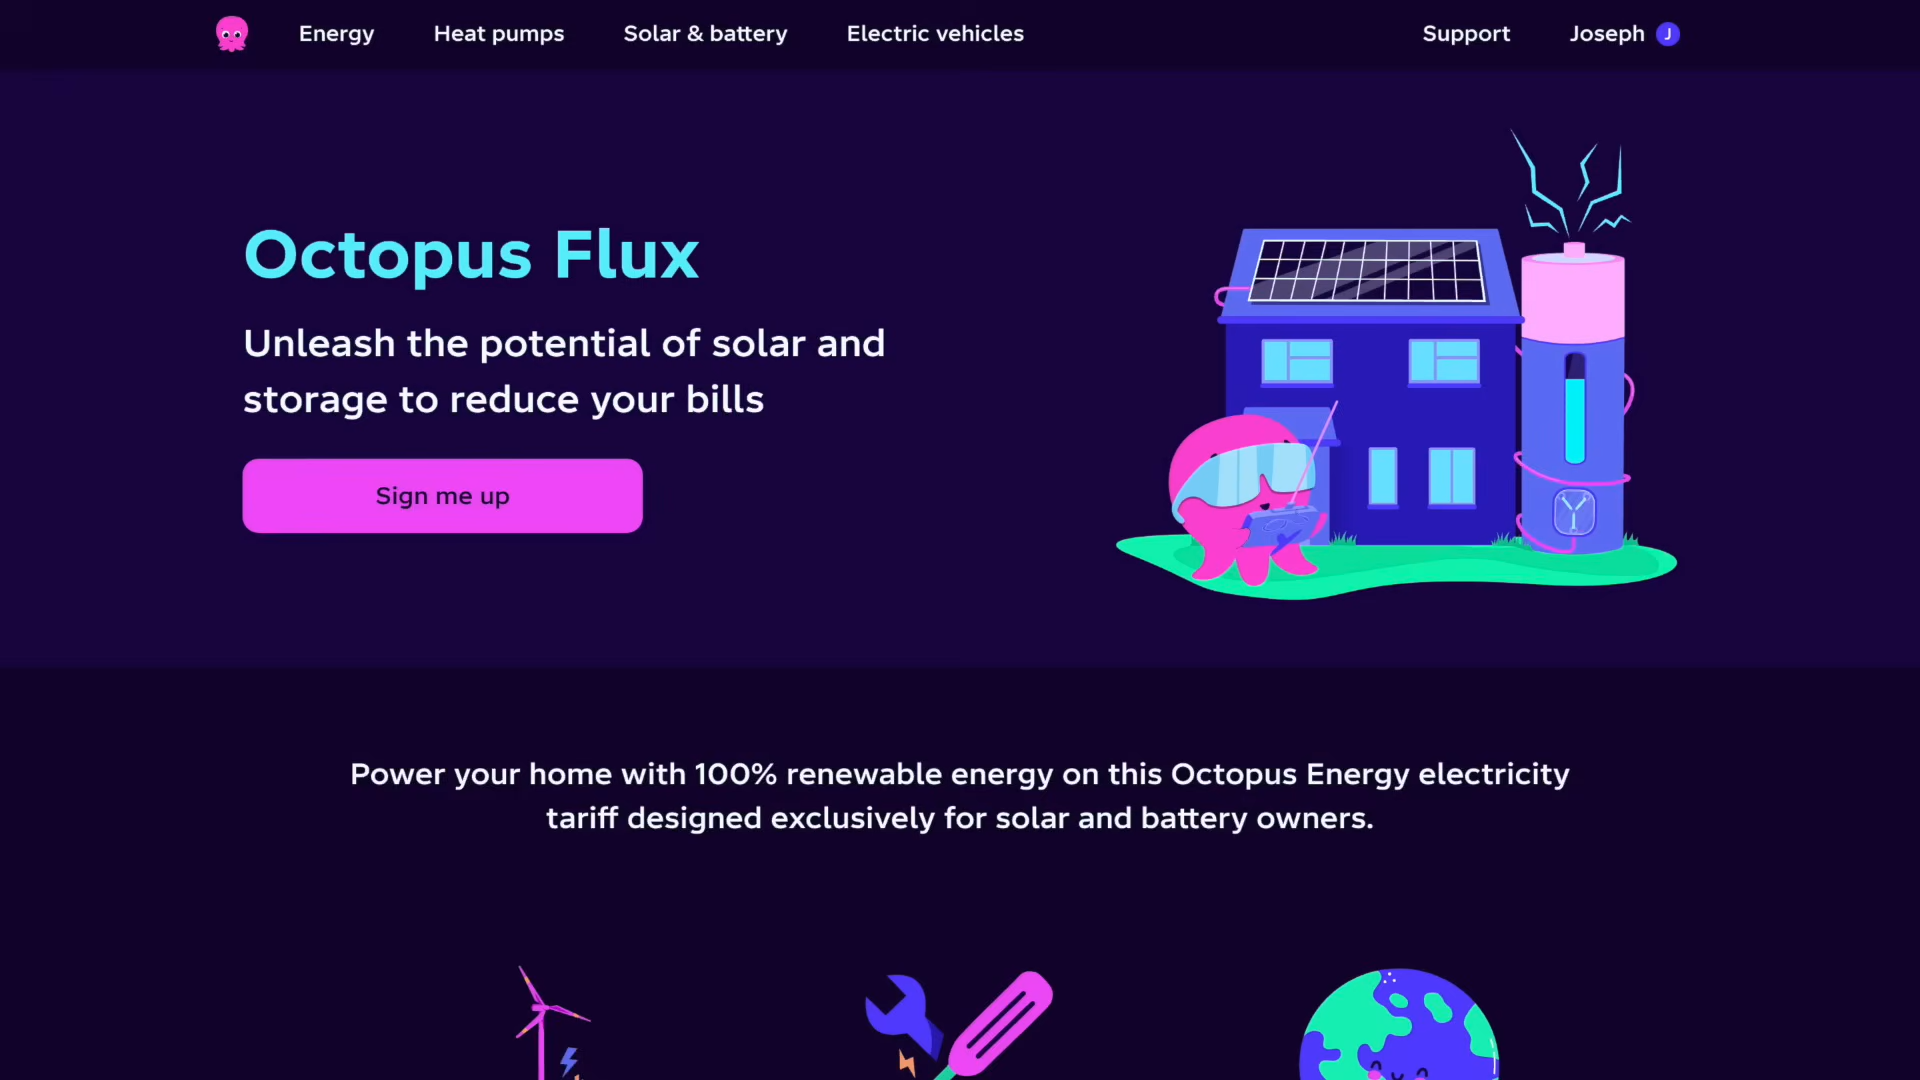 Energy
Heat pumps
Solar & battery
Electric vehicles
Support
Joseph J
Octopus Flux
Unleash the potential of solar and
storage to reduce your bills
Sign me up
Power your home with 100% renewable energy on this Octopus Energy electricity
tariff designed exclusively for solar and battery owners.